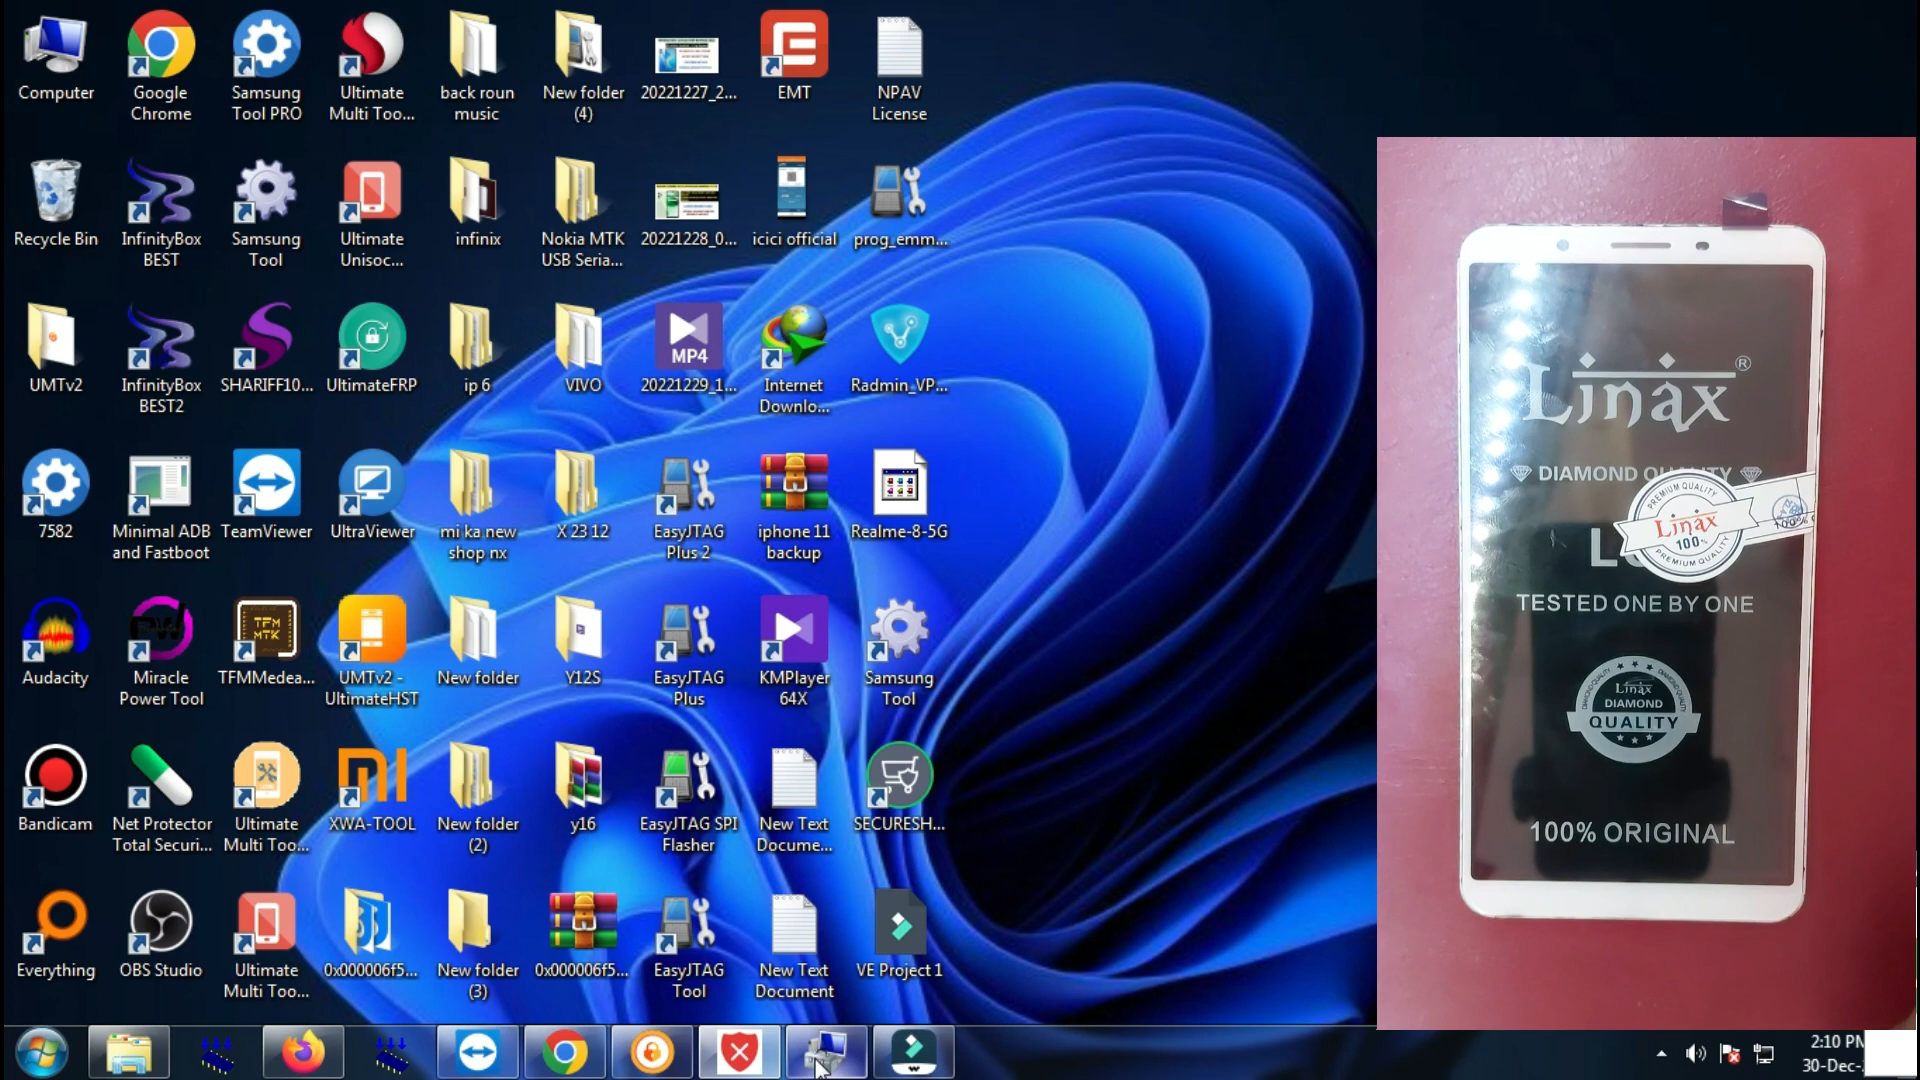 Computer
Google
Chrome
Samsung
Tool PRO
Ultimate
Multi Too...
back roun
music
New folder
(4)
20221227_2...
EMT
NPAV
License
Recycle Bin
InfinityBox
BEST
Samsung
Tool
Ultimate
Unisoc...
infinix
Nokia MTK
USB Seria...
20221228_0...
icici official
prog_emm...
UMTv2
InfinityBox
BEST2
SHARIFF10...
UltimateFRP
ip 6
VIVO
MP4
20221229_1...
Internet
Downlo...
Radmin_VP...
7582
Minimal ADB
and Fastboot
TeamViewer
UltraViewer
mi ka new
shop nx
X 23 12
EasyJTAG
Plus 2
iphone 11
backup
Realme-8-5G
Audacity
Miracle
Power Tool
TFM
MTK
TFMMedea...
UMTv2 -
UltimateHST
New folder
Y12S
EasyJTAG
Plus
KMPlayer
64X
Samsung
Tool
Bandicam
Net Protector
Total Securi...
Ultimate
Multi Too...
XWA-TOOL
New folder
(2)
y16
EasyJTAG SPI
Flasher
New Text
Docume...
SECURESH...
Everything
OBS Studio
Ultimate
Multi Too...
0x000006f5...
New folder
(3)
0x000006f5...
EasyJTAG
Tool
New Text
Document
VE Project 1
Linax®
DIAMOND QUALITY
PREMIUM QUALITY
Linax
100%
PREMIUM QUALITY
TESTED ONE BY ONE
Linax
DIAMOND
QUALITY
100% ORIGINAL
2:10 PM
30-Dec-